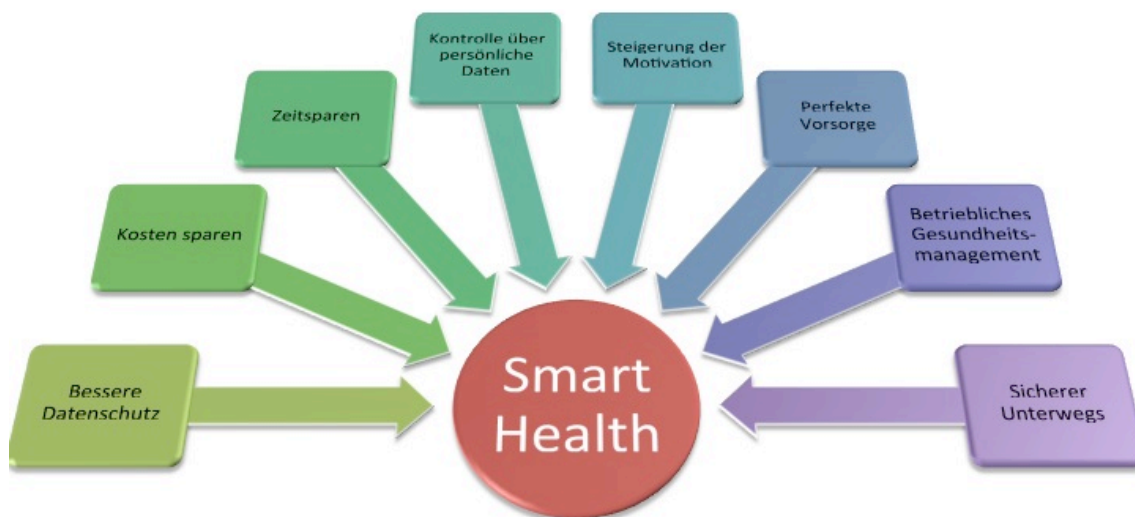 Bessere
Datenschutz
Kosten sparen
Zeitsparen
Kontrolle über
persönliche
Daten
Steigerung der
Motivation
Perfekte
Vorsorge
Betriebliches
Gesundheits-
management
Sicherer
Unterwegs
Smart
Health